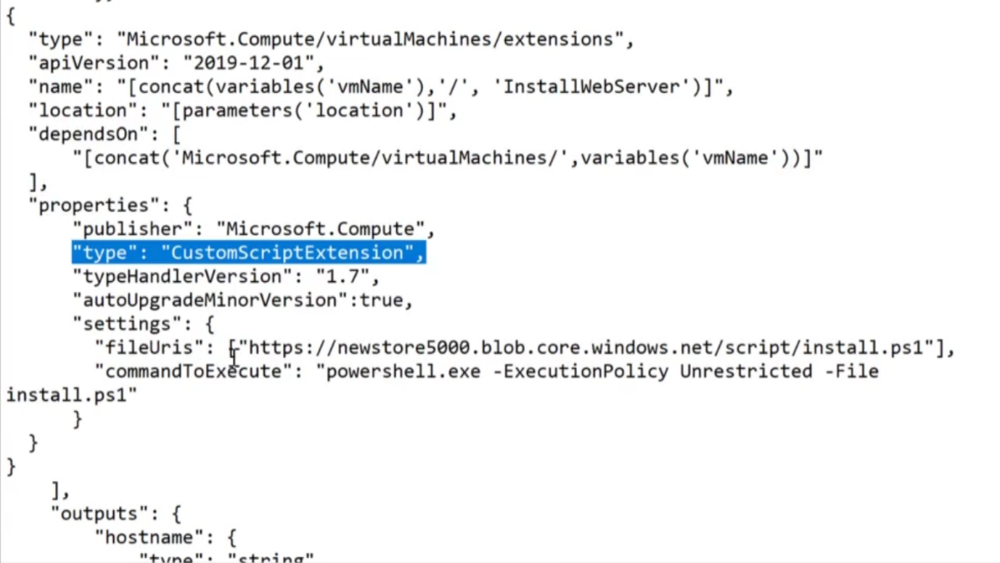 {
"type": "Microsoft.Compute/virtualMachines/extensions",
"apiVersion": "2019-12-01",
"name": "[concat(variables('vmName'),'/', 'InstallWebServer')]",
"location": "[parameters('location')]",
"dependsOn": [
"[concat('Microsoft.Compute/virtualMachines/',variables('vmName'))]"
],
"properties": {
"publisher": "Microsoft.Compute",
"type": "CustomScriptExtension",
"typeHandlerVersion": "1.7",
"autoUpgradeMinorVersion":true,
"settings": {
"fileUris": ["https://newstore5000.blob.core.windows.net/script/install.ps1"],
"commandToExecute": "powershell.exe -ExecutionPolicy Unrestricted -File
install.ps1"
}
}
}
],
"outputs": {
"hostname": {
"type": "string"